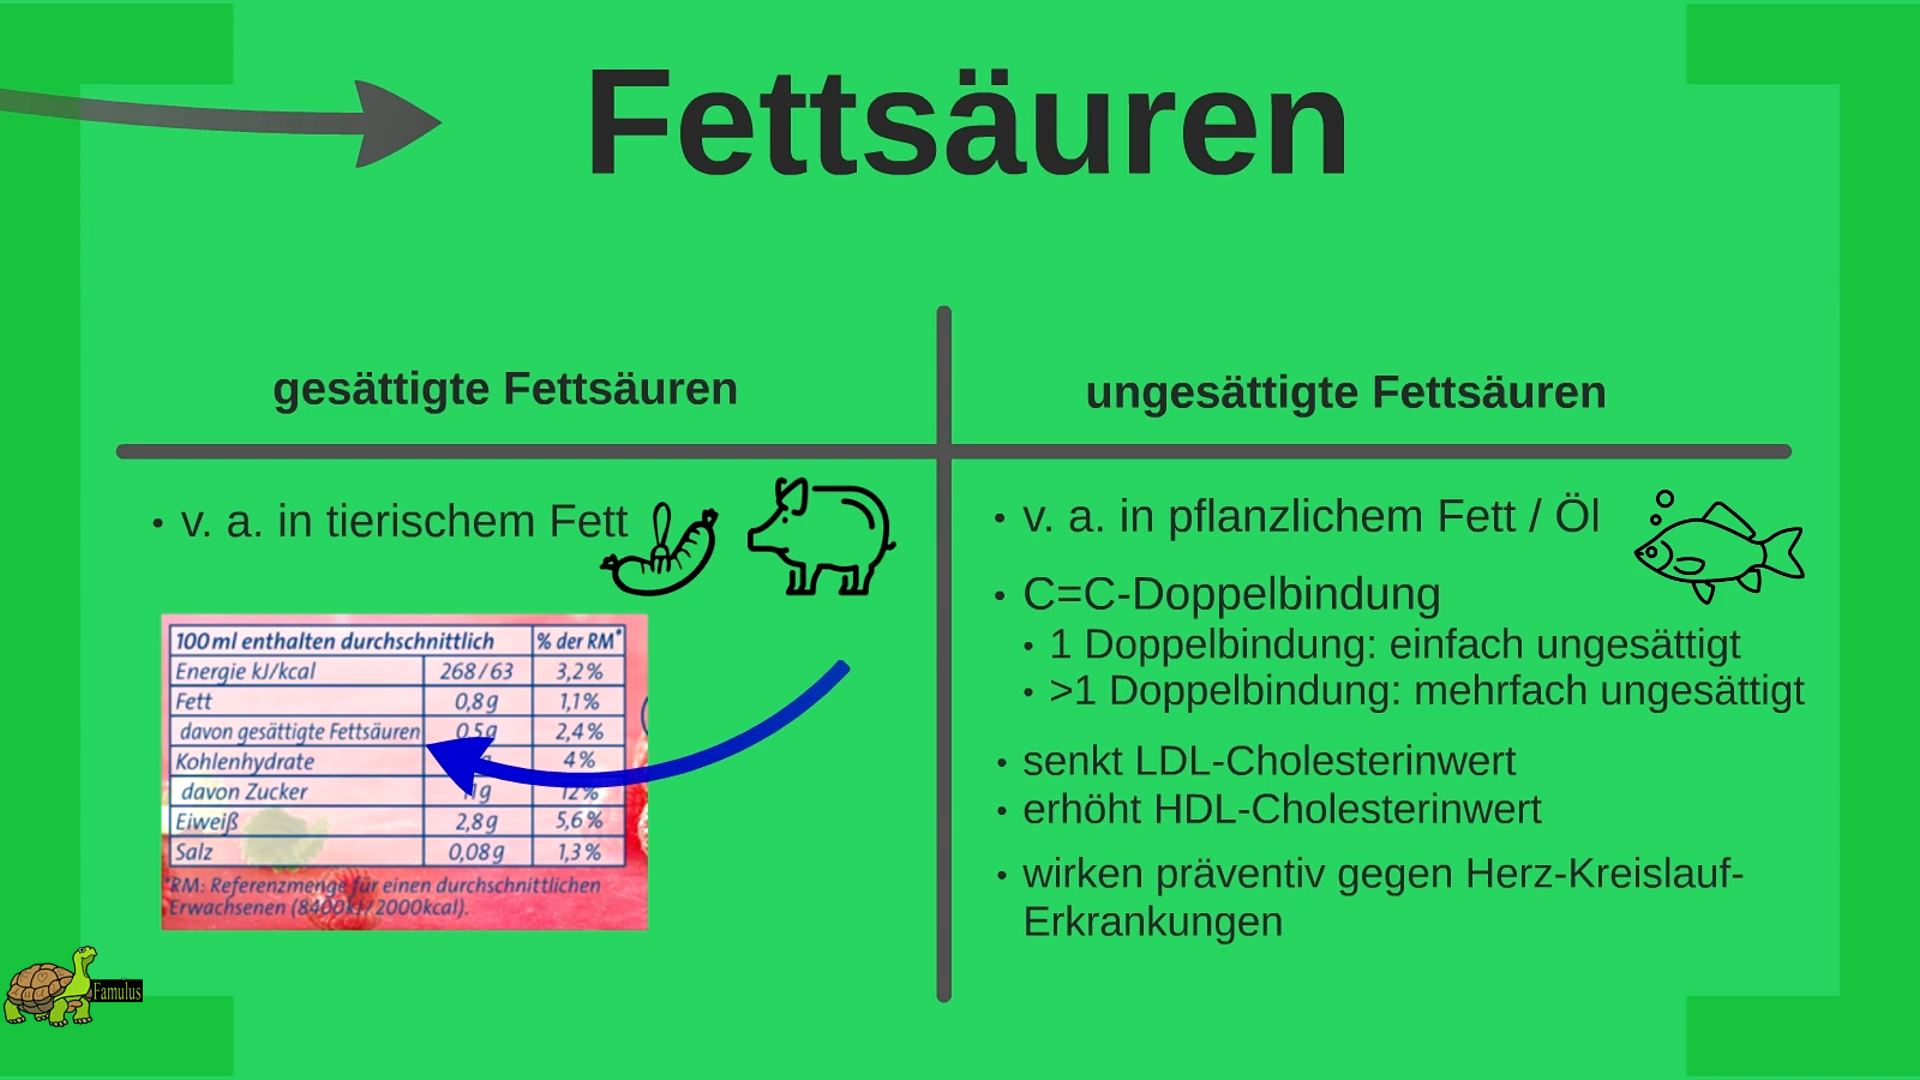 Fettsäuren
gesättigte Fettsäuren
• v. a. in tierischem Fett
100 ml enthalten durchschnittlich % der RM*
Energie kJ/kcal 268/63 3,2%
Fett 0,8g 1,1%
davon gesättigte Fettsäuren 0,5g 2,4%
Kohlenhydrate 4%
davon Zucker 12%
Eiweiß 2,8g 5,6%
Salz 0,08g 1,3%
*RM: Referenzmenge für einen durchschnittlichen
Erwachsenen (8400kJ/2000kcal).
ungesättigte Fettsäuren
• v. a. in pflanzlichem Fett / Öl
• C=C-Doppelbindung
• 1 Doppelbindung: einfach ungesättigt
• >1 Doppelbindung: mehrfach ungesättigt
• senkt LDL-Cholesterinwert
• erhöht HDL-Cholesterinwert
• wirken präventiv gegen Herz-Kreislauf-
Erkrankungen
Famulus